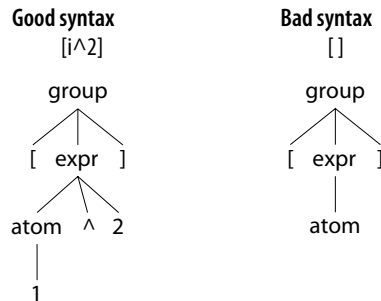 Good syntax Bad syntax
[i^2] [ ]
group group
[ expr ] [ expr ]
atom ^ 2 atom
1